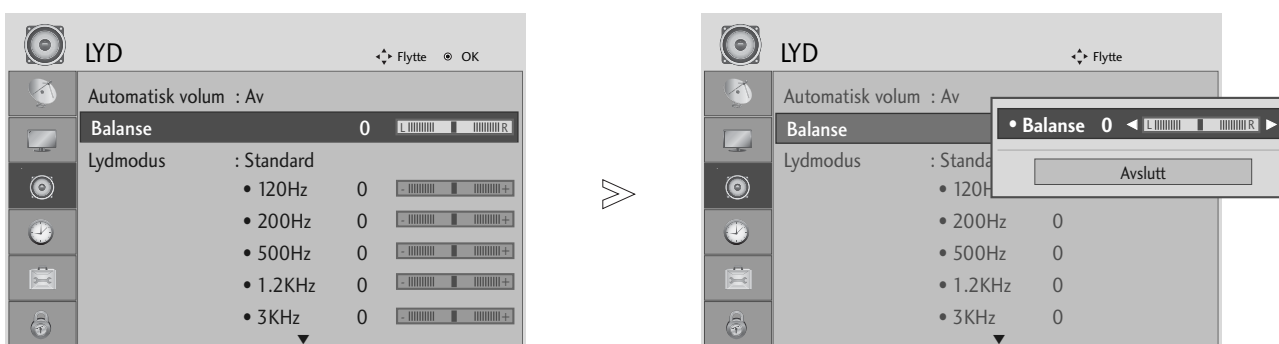 LYD
Flytte OK
Automatisk volum : Av
Balanse 0 L R
Lydmodus : Standard
• 120Hz 0 - +
• 200Hz 0 - +
• 500Hz 0 - +
• 1.2KHz 0 - +
• 3KHz 0 - +
LYD
Flytte
Automatisk volum : Av
Balanse
• Balanse 0 L R
Lydmodus : Standa
Avslutt
• 120H
• 200Hz 0
• 500Hz 0
• 1.2KHz 0
• 3KHz 0